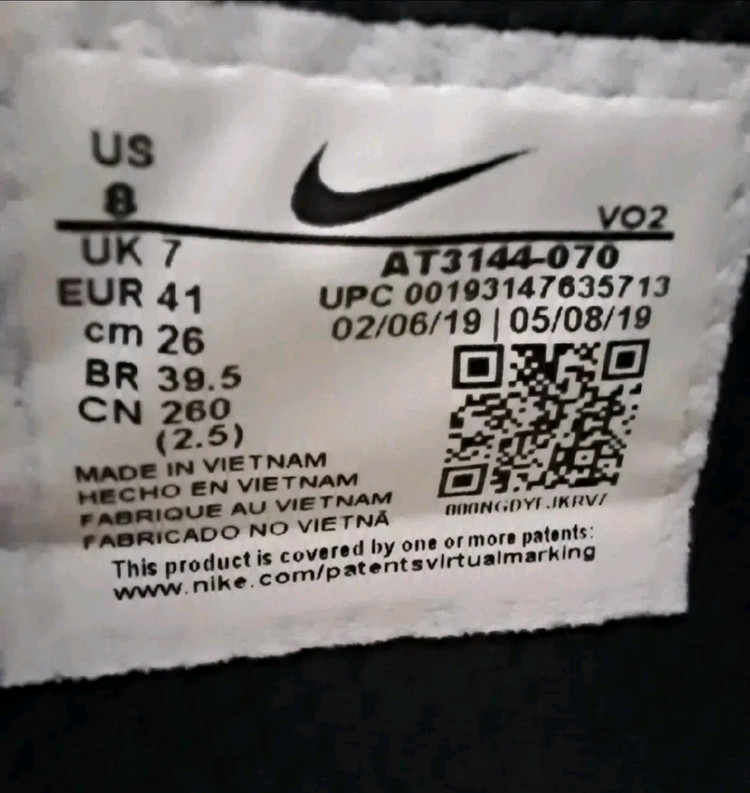 US
8
VO2
UK 7
AT3144-070
EUR 41
UPC 00193147635713
cm 26
02/06/19 | 05/08/19
BR 39.5
CN 260
(2.5)
MADE IN VIETNAM
HECHO EN VIETNAM
FABRIQUE AU VIETNAM
FABRICADO NO VIETNÃ
This product is covered by one or more patents:
www.nike.com/patentsvirtualmarking